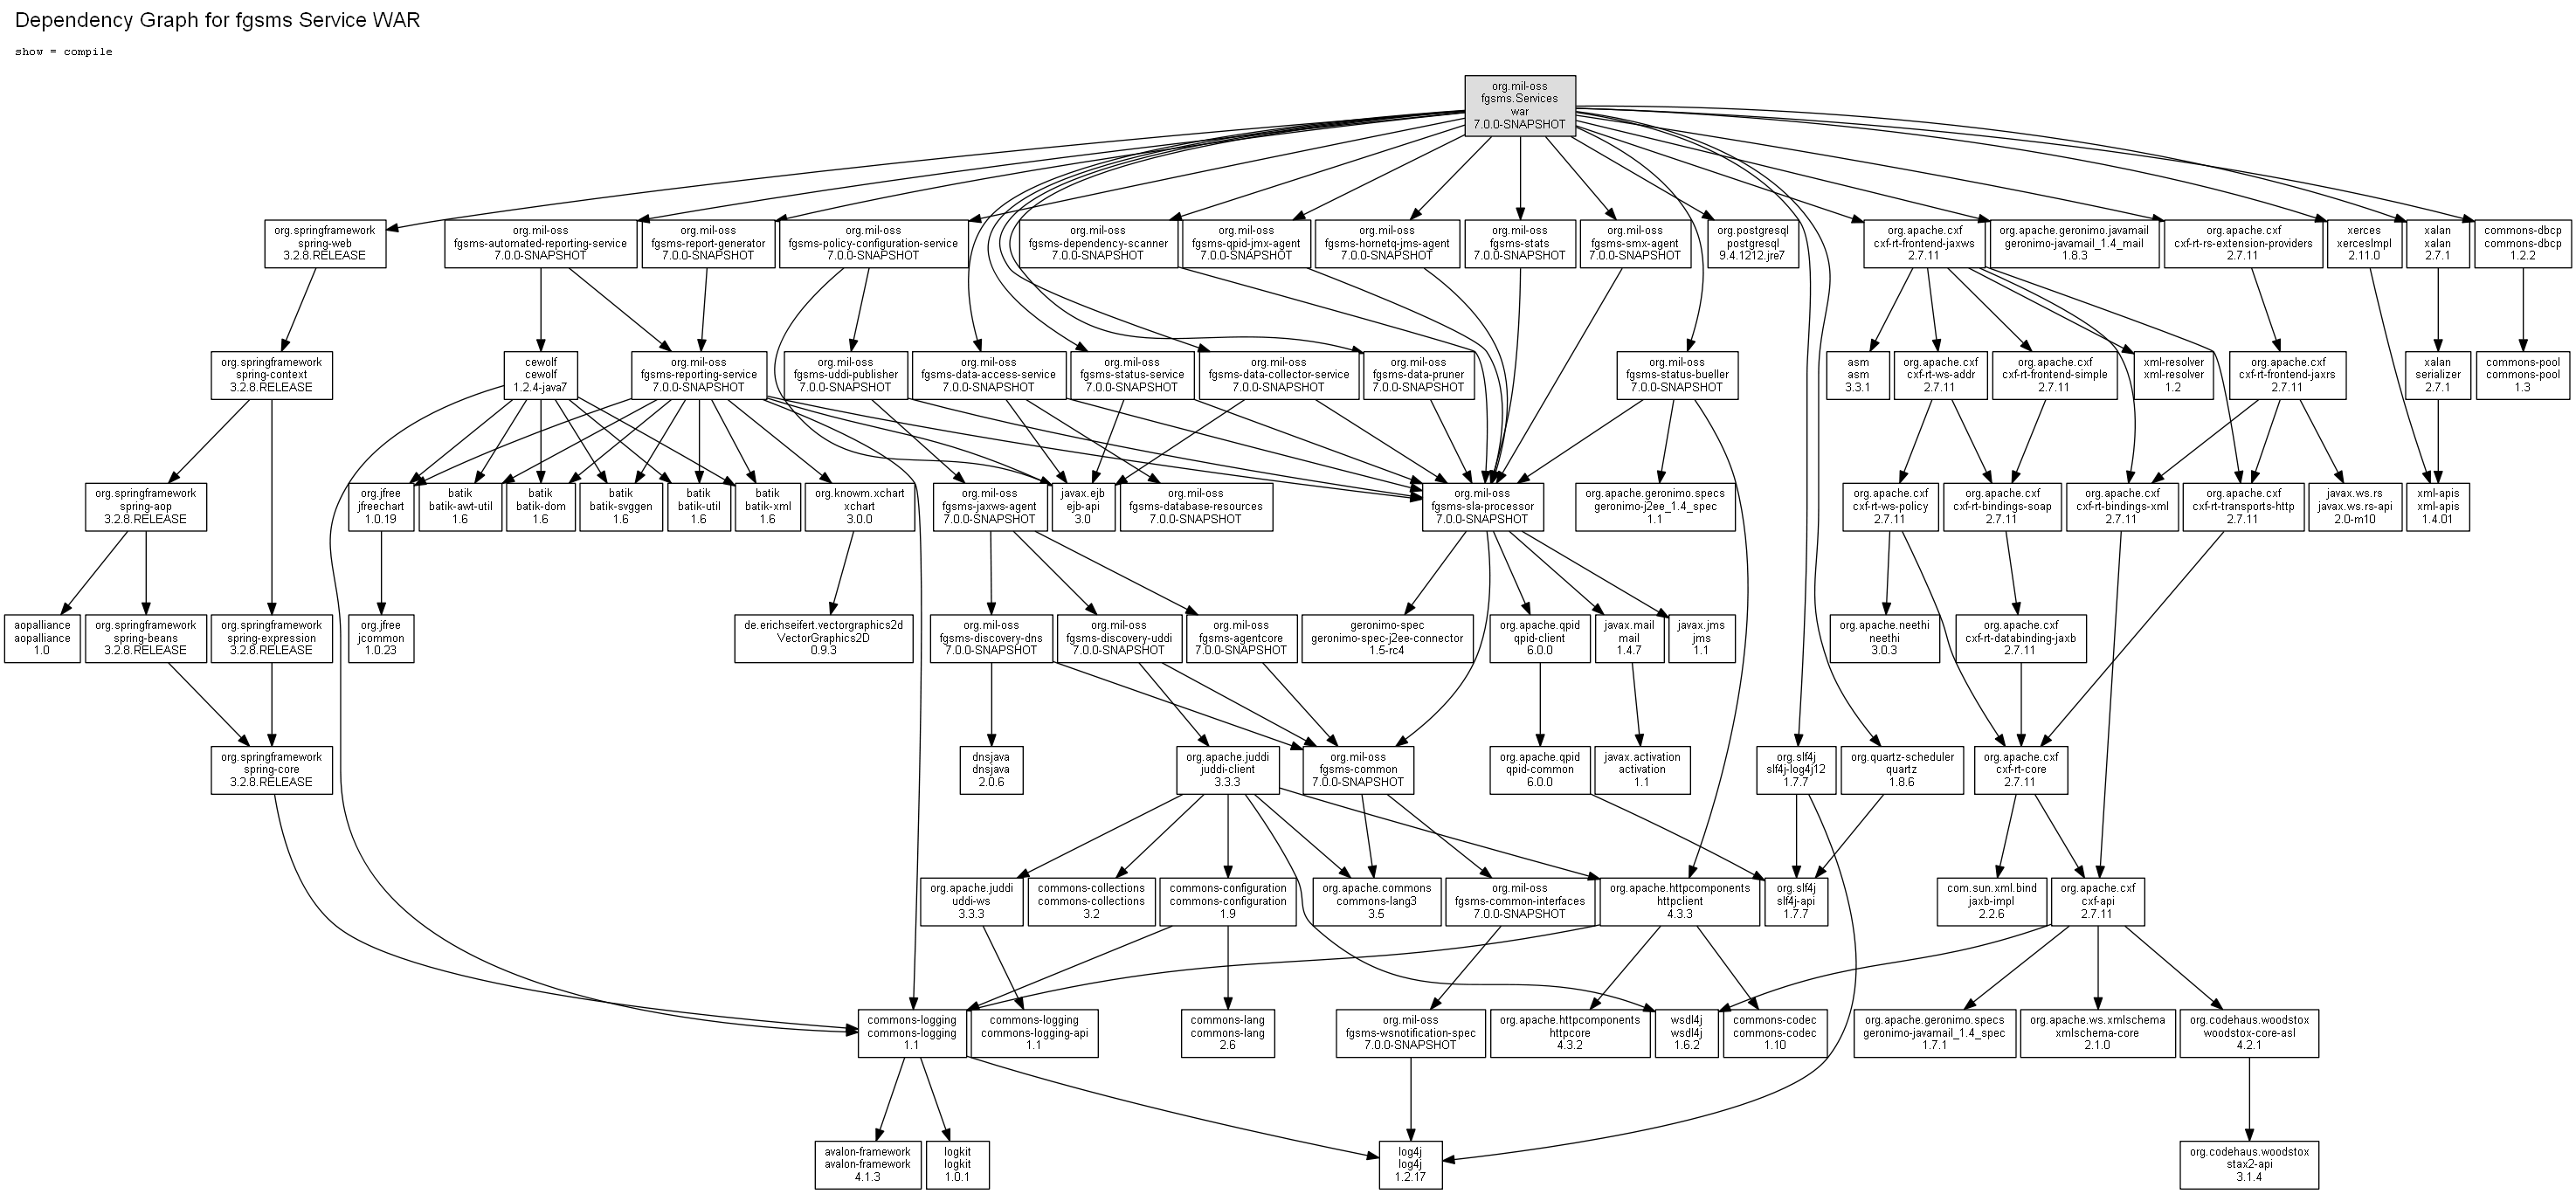 Dependency Graph for fgsms Service WAR
show = compile
org.mil-oss
fgsms.Services
war
7.0.0-SNAPSHOT
org.springframework
spring-web
3.2.8.RELEASE
org.mil-oss
fgsms-automated-reporting-service
7.0.0-SNAPSHOT
org.mil-oss
fgsms-report-generator
7.0.0-SNAPSHOT
org.mil-oss
fgsms-policy-configuration-service
7.0.0-SNAPSHOT
org.mil-oss
fgsms-dependency-scanner
7.0.0-SNAPSHOT
org.mil-oss
fgsms-qpid-jmx-agent
7.0.0-SNAPSHOT
org.mil-oss
fgsms-hornetq-jms-agent
7.0.0-SNAPSHOT
org.mil-oss
fgsms-stats
7.0.0-SNAPSHOT
org.mil-oss
fgsms-smx-agent
7.0.0-SNAPSHOT
org.postgresql
postgresql
9.4.1212.jre7
org.apache.cxf
cxf-rt-frontend-jaxws
2.7.11
org.apache.geronimo.javamail
geronimo-javamail_1.4_mail
1.8.3
org.apache.cxf
cxf-rt-rs-extension-providers
2.7.11
xerces
xercesImpl
2.11.0
xalan
xalan
2.7.1
commons-dbcp
commons-dbcp
1.2.2
org.springframework
spring-context
3.2.8.RELEASE
cewolf
cewolf
1.2.4-java7
org.mil-oss
fgsms-reporting-service
7.0.0-SNAPSHOT
org.mil-oss
fgsms-uddi-publisher
7.0.0-SNAPSHOT
org.mil-oss
fgsms-data-access-service
7.0.0-SNAPSHOT
org.mil-oss
fgsms-status-service
7.0.0-SNAPSHOT
org.mil-oss
fgsms-data-collector-service
7.0.0-SNAPSHOT
org.mil-oss
fgsms-data-pruner
7.0.0-SNAPSHOT
org.mil-oss
fgsms-status-bueller
7.0.0-SNAPSHOT
asm
asm
3.3.1
org.apache.cxf
cxf-rt-ws-addr
2.7.11
org.apache.cxf
cxf-rt-frontend-simple
2.7.11
xml-resolver
xml-resolver
1.2
org.apache.cxf
cxf-rt-frontend-jaxrs
2.7.11
xalan
serializer
2.7.1
commons-pool
commons-pool
1.3
org.springframework
spring-aop
3.2.8.RELEASE
org.jfree
jfreechart
1.0.19
batik
batik-awt-util
1.6
batik
batik-dom
1.6
batik
batik-svggen
1.6
batik
batik-util
1.6
batik
batik-xml
1.6
org.knowm.xchart
xchart
3.0.0
org.mil-oss
fgsms-jaxws-agent
7.0.0-SNAPSHOT
javax.ejb
ejb-api
3.0
org.mil-oss
fgsms-database-resources
7.0.0-SNAPSHOT
org.mil-oss
fgsms-sla-processor
7.0.0-SNAPSHOT
org.apache.geronimo.specs
geronimo-j2ee_1.4_spec
1.1
org.apache.cxf
cxf-rt-ws-policy
2.7.11
org.apache.cxf
cxf-rt-bindings-soap
2.7.11
org.apache.cxf
cxf-rt-bindings-xml
2.7.11
org.apache.cxf
cxf-rt-transports-http
2.7.11
javax.ws.rs
javax.ws.rs-api
2.0-m10
xml-apis
xml-apis
1.4.01
aopalliance
aopalliance
1.0
org.springframework
spring-beans
3.2.8.RELEASE
org.springframework
spring-expression
3.2.8.RELEASE
org.jfree
jcommon
1.0.23
de.erichseifert.vectorgraphics2d
VectorGraphics2D
0.9.3
org.mil-oss
fgsms-discovery-dns
7.0.0-SNAPSHOT
org.mil-oss
fgsms-discovery-uddi
7.0.0-SNAPSHOT
org.mil-oss
fgsms-agentcore
7.0.0-SNAPSHOT
geronimo-spec
geronimo-spec-j2ee-connector
1.5-rc4
org.apache.qpid
qpid-client
6.0.0
javax.mail
mail
1.4.7
javax.jms
jms
1.1
org.apache.neethi
neethi
3.0.3
org.apache.cxf
cxf-rt-databinding-jaxb
2.7.11
org.springframework
spring-core
3.2.8.RELEASE
dnsjava
dnsjava
2.0.6
org.apache.juddi
juddi-client
3.3.3
org.mil-oss
fgsms-common
7.0.0-SNAPSHOT
org.apache.qpid
qpid-common
6.0.0
javax.activation
activation
1.1
org.slf4j
slf4j-log4j12
1.7.7
org.quartz-scheduler
quartz
1.8.6
org.apache.cxf
cxf-rt-core
2.7.11
org.apache.juddi
uddi-ws
3.3.3
commons-collections
commons-collections
3.2
commons-configuration
commons-configuration
1.9
org.apache.commons
commons-lang3
3.5
org.mil-oss
fgsms-common-interfaces
7.0.0-SNAPSHOT
org.apache.httpcomponents
httpclient
4.3.3
org.slf4j
slf4j-api
1.7.7
com.sun.xml.bind
jaxb-impl
2.2.6
org.apache.cxf
cxf-api
2.7.11
commons-logging
commons-logging
1.1
commons-logging
commons-logging-api
1.1
commons-lang
commons-lang
2.6
org.mil-oss
fgsms-wsnotification-spec
7.0.0-SNAPSHOT
org.apache.httpcomponents
httpcore
4.3.2
wsdl4j
wsdl4j
1.6.2
commons-codec
commons-codec
1.10
org.apache.geronimo.specs
geronimo-javamail_1.4_spec
1.7.1
org.apache.ws.xmlschema
xmlschema-core
2.1.0
org.codehaus.woodstox
woodstox-core-asl
4.2.1
avalon-framework
avalon-framework
4.1.3
logkit
logkit
1.0.1
log4j
log4j
1.2.17
org.codehaus.woodstox
stax2-api
3.1.4